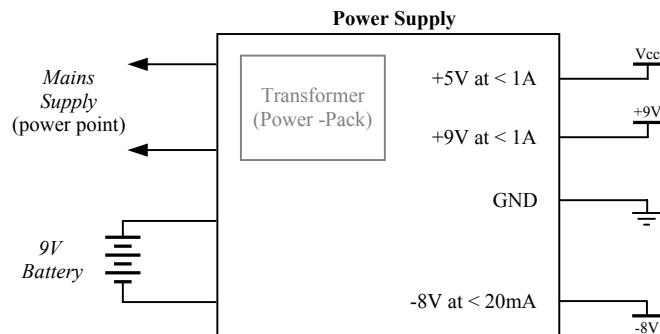 Power Supply
Mains
Supply
(power point)
Transformer
(Power -Pack)
+5V at < 1A
Vcc
+9V at < 1A
+9V
GND
9V
Battery
-8V at < 20mA
-8V